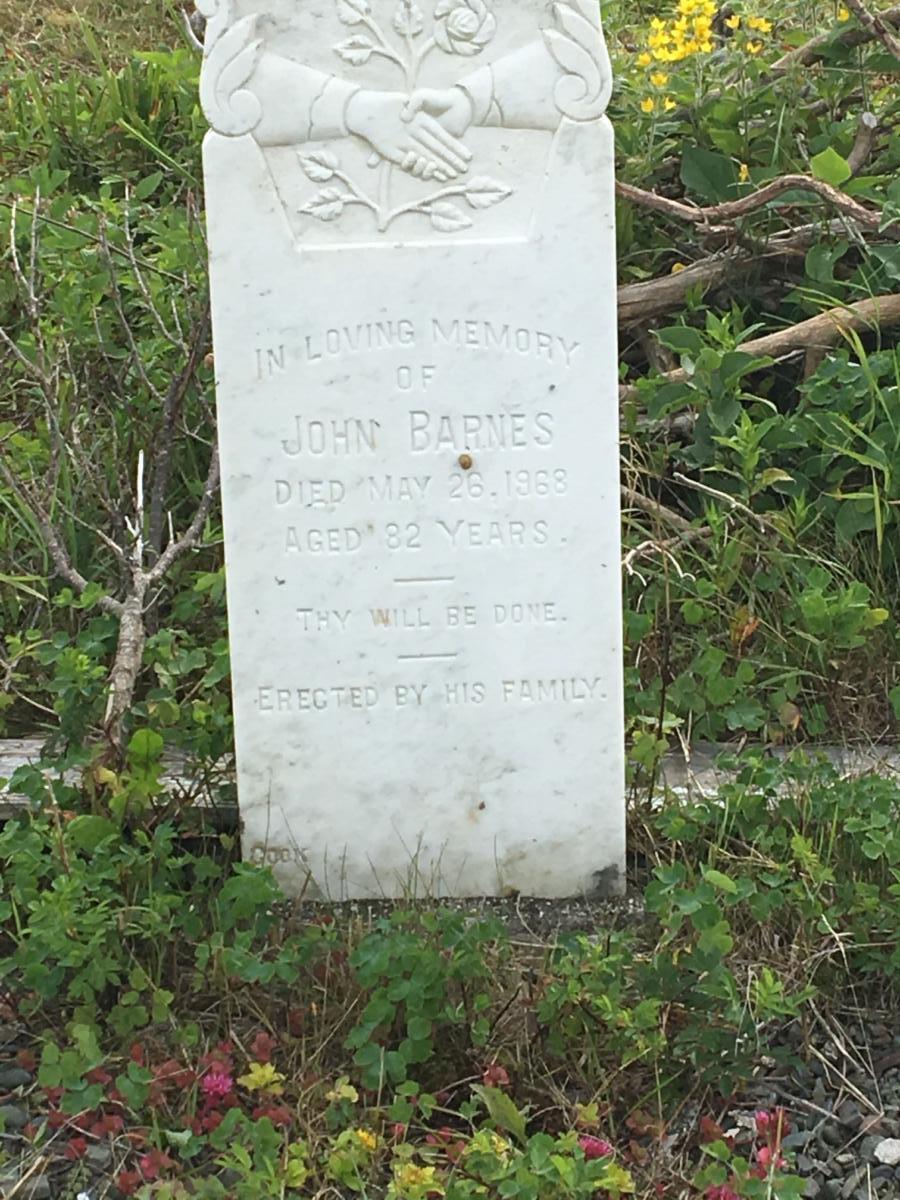 IN LOVING MEMORY
OF
JOHN BARNES
DIED MAY 26, 1968
AGED 82 YEARS.
THY WILL BE DONE.
ERECTED BY HIS FAMILY.